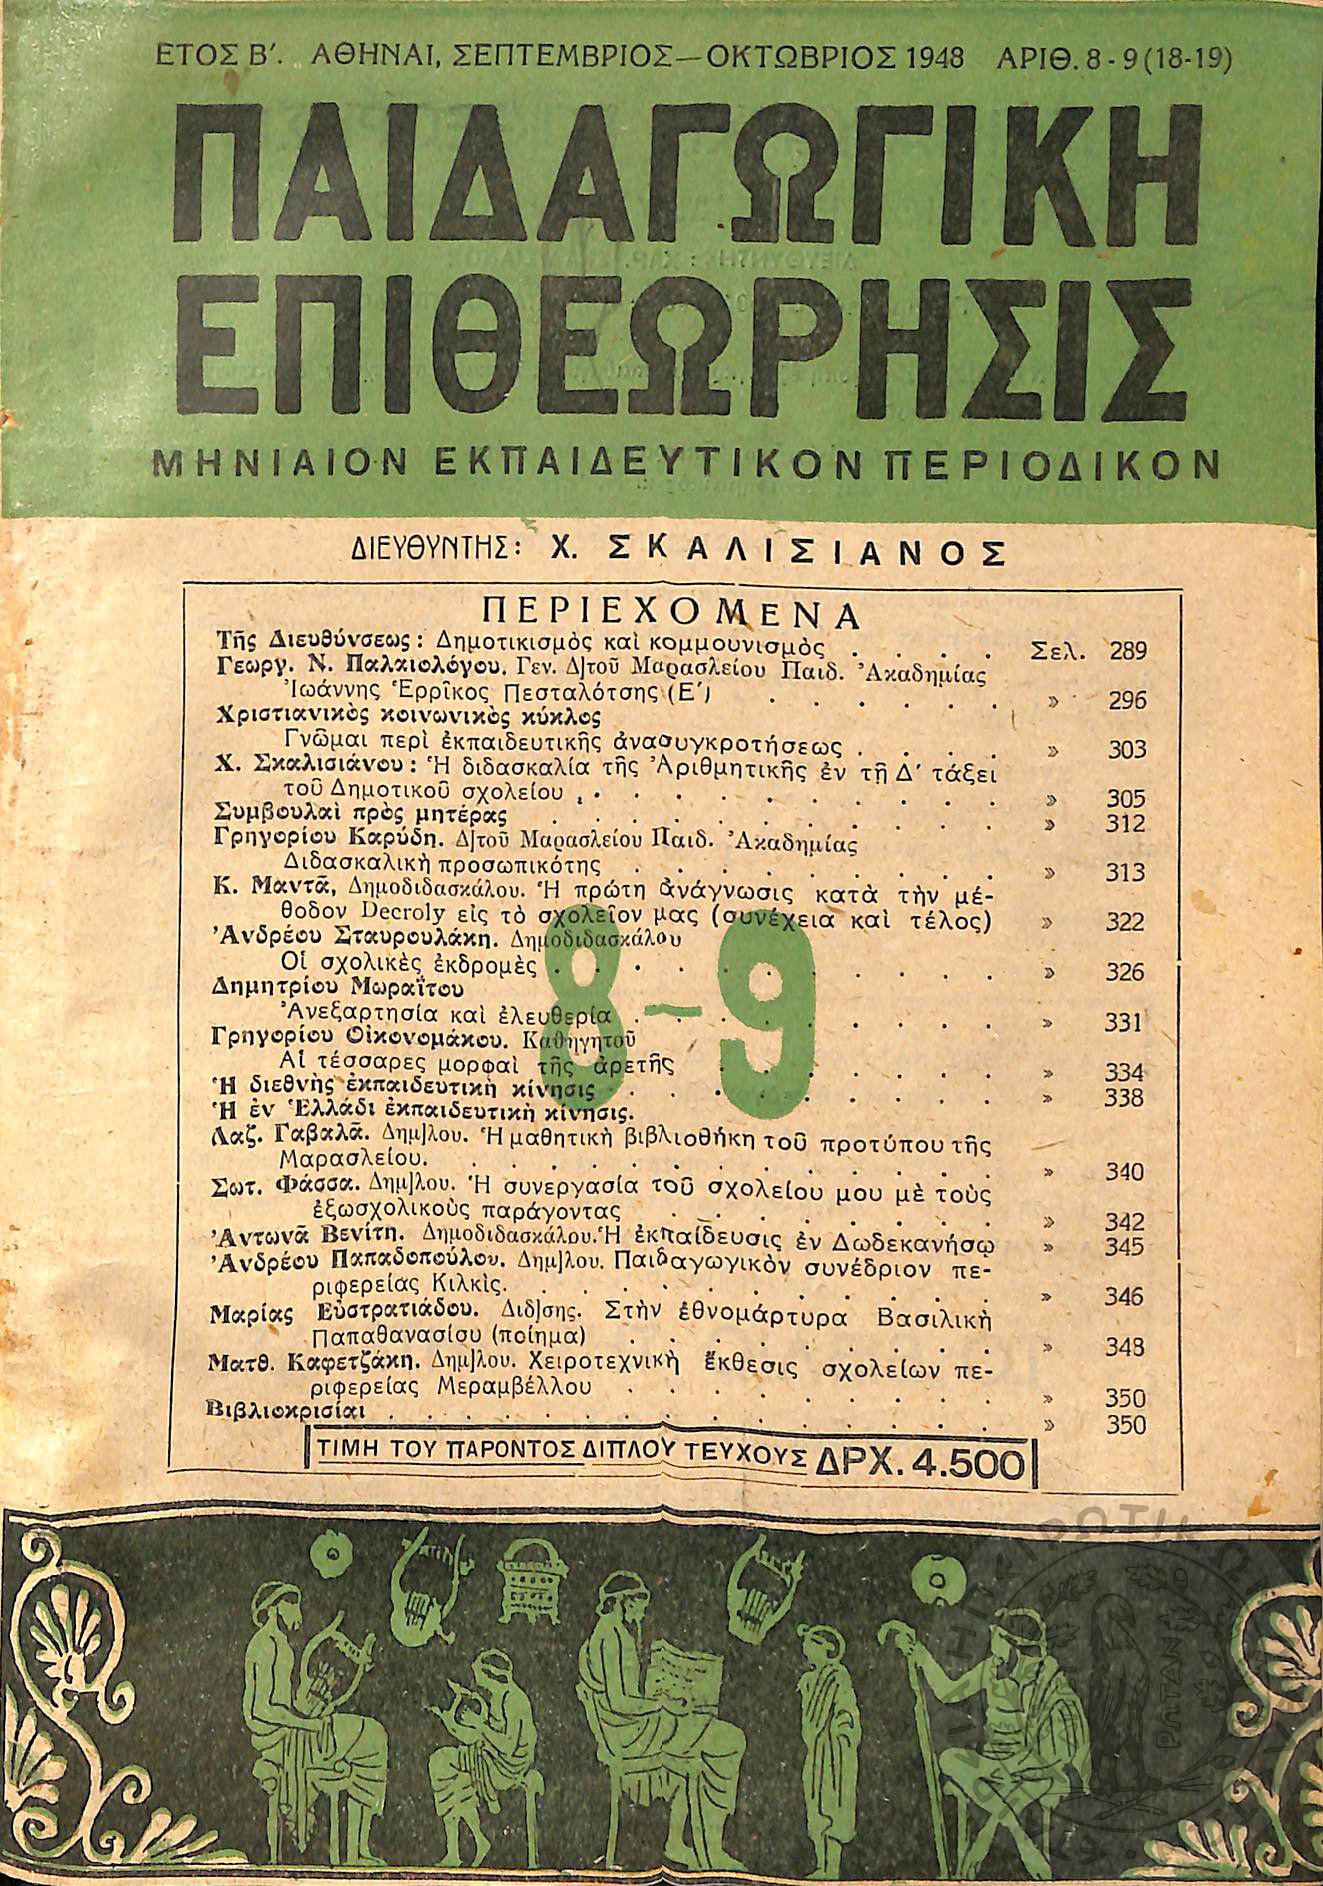 ΕΤΟΣ Β΄. ΑΘΗΝΑΙ, ΣΕΠΤΕΜΒΡΙΟΣ—ΟΚΤΩΒΡΙΟΣ 1948 ΑΡΙΘ. 8-9 (18-19)
ΠΑΙΔΑΓΩΓΙΚΗ
ΕΠΙΘΕΩΡΗΣΙΣ
ΜΗΝΙΑΙΟΝ ΕΚΠΑΙΔΕΥΤΙΚΟΝ ΠΕΡΙΟΔΙΚΟΝ
ΔΙΕΥΘΥΝΤΗΣ: Χ. ΣΚΑΛΙΣΙΑΝΟΣ
ΠΕΡΙΕΧΟΜΕΝΑ
Τῆς Διευθύνσεως: Δημοτικισμὸς καὶ κομμουνισμὸς . . . . Σελ. 289
Γεωργ. Ν. Παλαιολόγου. Γεν. Δ]τοῦ Μαρασλείου Παιδ. Ἀκαδημίας
Ἰωάννης Ἑρρῖκος Πεσταλότσης (Ε΄) . . . . . . » 296
Χριστιανικὸς κοινωνικὸς κύκλος
Γνῶμαι περὶ ἐκπαιδευτικῆς ἀνασυγκροτήσεως . . . . » 303
Χ. Σκαλισιάνου: Ἡ διδασκαλία τῆς Ἀριθμητικῆς ἐν τῇ Δ΄ τάξει
τοῦ Δημοτικοῦ σχολείου . . . . . . . . . . » 305
Συμβουλαὶ πρὸς μητέρας . . . . . . . . . . » 312
Γρηγορίου Καρύδη. Δ]τοῦ Μαρασλείου Παιδ. Ἀκαδημίας
Διδασκαλικὴ προσωπικότης . . . . . . . . . » 313
Κ. Μαντᾶ, Δημοδιδασκάλου. Ἡ πρώτη ἀνάγνωσις κατὰ τὴν μέ-
θοδον Decroly εἰς τὸ σχολεῖον μας (συνέχεια καὶ τέλος) » 322
Ἀνδρέου Σταυρουλάκη. Δημοδιδασκάλου
Οἱ σχολικὲς ἐκδρομὲς . . . . . . . . . . . » 326
Δημητρίου Μωραΐτου
Ἀνεξαρτησία καὶ ἐλευθερία . . . . . . . . . » 331
Γρηγορίου Οἰκονομάκου. Καθηγητοῦ
Αἱ τέσσαρες μορφαὶ τῆς ἀρετῆς . . . . . . . » 334
Ἡ διεθνὴς ἐκπαιδευτικὴ κίνησις . . . . . . . . . » 338
Ἡ ἐν Ἑλλάδι ἐκπαιδευτικὴ κίνησις.
Λαζ. Γαβαλᾶ. Δημ]λου. Ἡ μαθητικὴ βιβλιοθήκη τοῦ προτύπου τῆς
Μαρασλείου. . . . . . . . . . . . . . » 340
Σωτ. Φάσσα. Δημ]λου. Ἡ συνεργασία τοῦ σχολείου μου μὲ τοὺς
ἐξωσχολικοὺς παράγοντας . . . . . . . . » 342
Ἀντωνᾶ Βενίτη. Δημοδιδασκάλου. Ἡ ἐκπαίδευσις ἐν Δωδεκανήσῳ » 345
Ἀνδρέου Παπαδοπούλου. Δημ]λου. Παιδαγωγικὸν συνέδριον πε-
ριφερείας Κιλκίς. . . . . . . . . . . . » 346
Μαρίας Εὐστρατιάδου. Διδ]σης. Στὴν ἐθνομάρτυρα Βασιλικὴ
Παπαθανασίου (ποίημα) . . . . . . . . . » 348
Ματθ. Καφετζάκη. Δημ]λου. Χειροτεχνικὴ ἔκθεσις σχολείων πε-
ριφερείας Μεραμβέλλου . . . . . . . . . » 350
Βιβλιοκρισίαι . . . . . . . . . . . . . . » 350
8-9
ΤΙΜΗ ΤΟΥ ΠΑΡΟΝΤΟΣ ΔΙΠΛΟΥ ΤΕΥΧΟΥΣ ΔΡΧ. 4.500